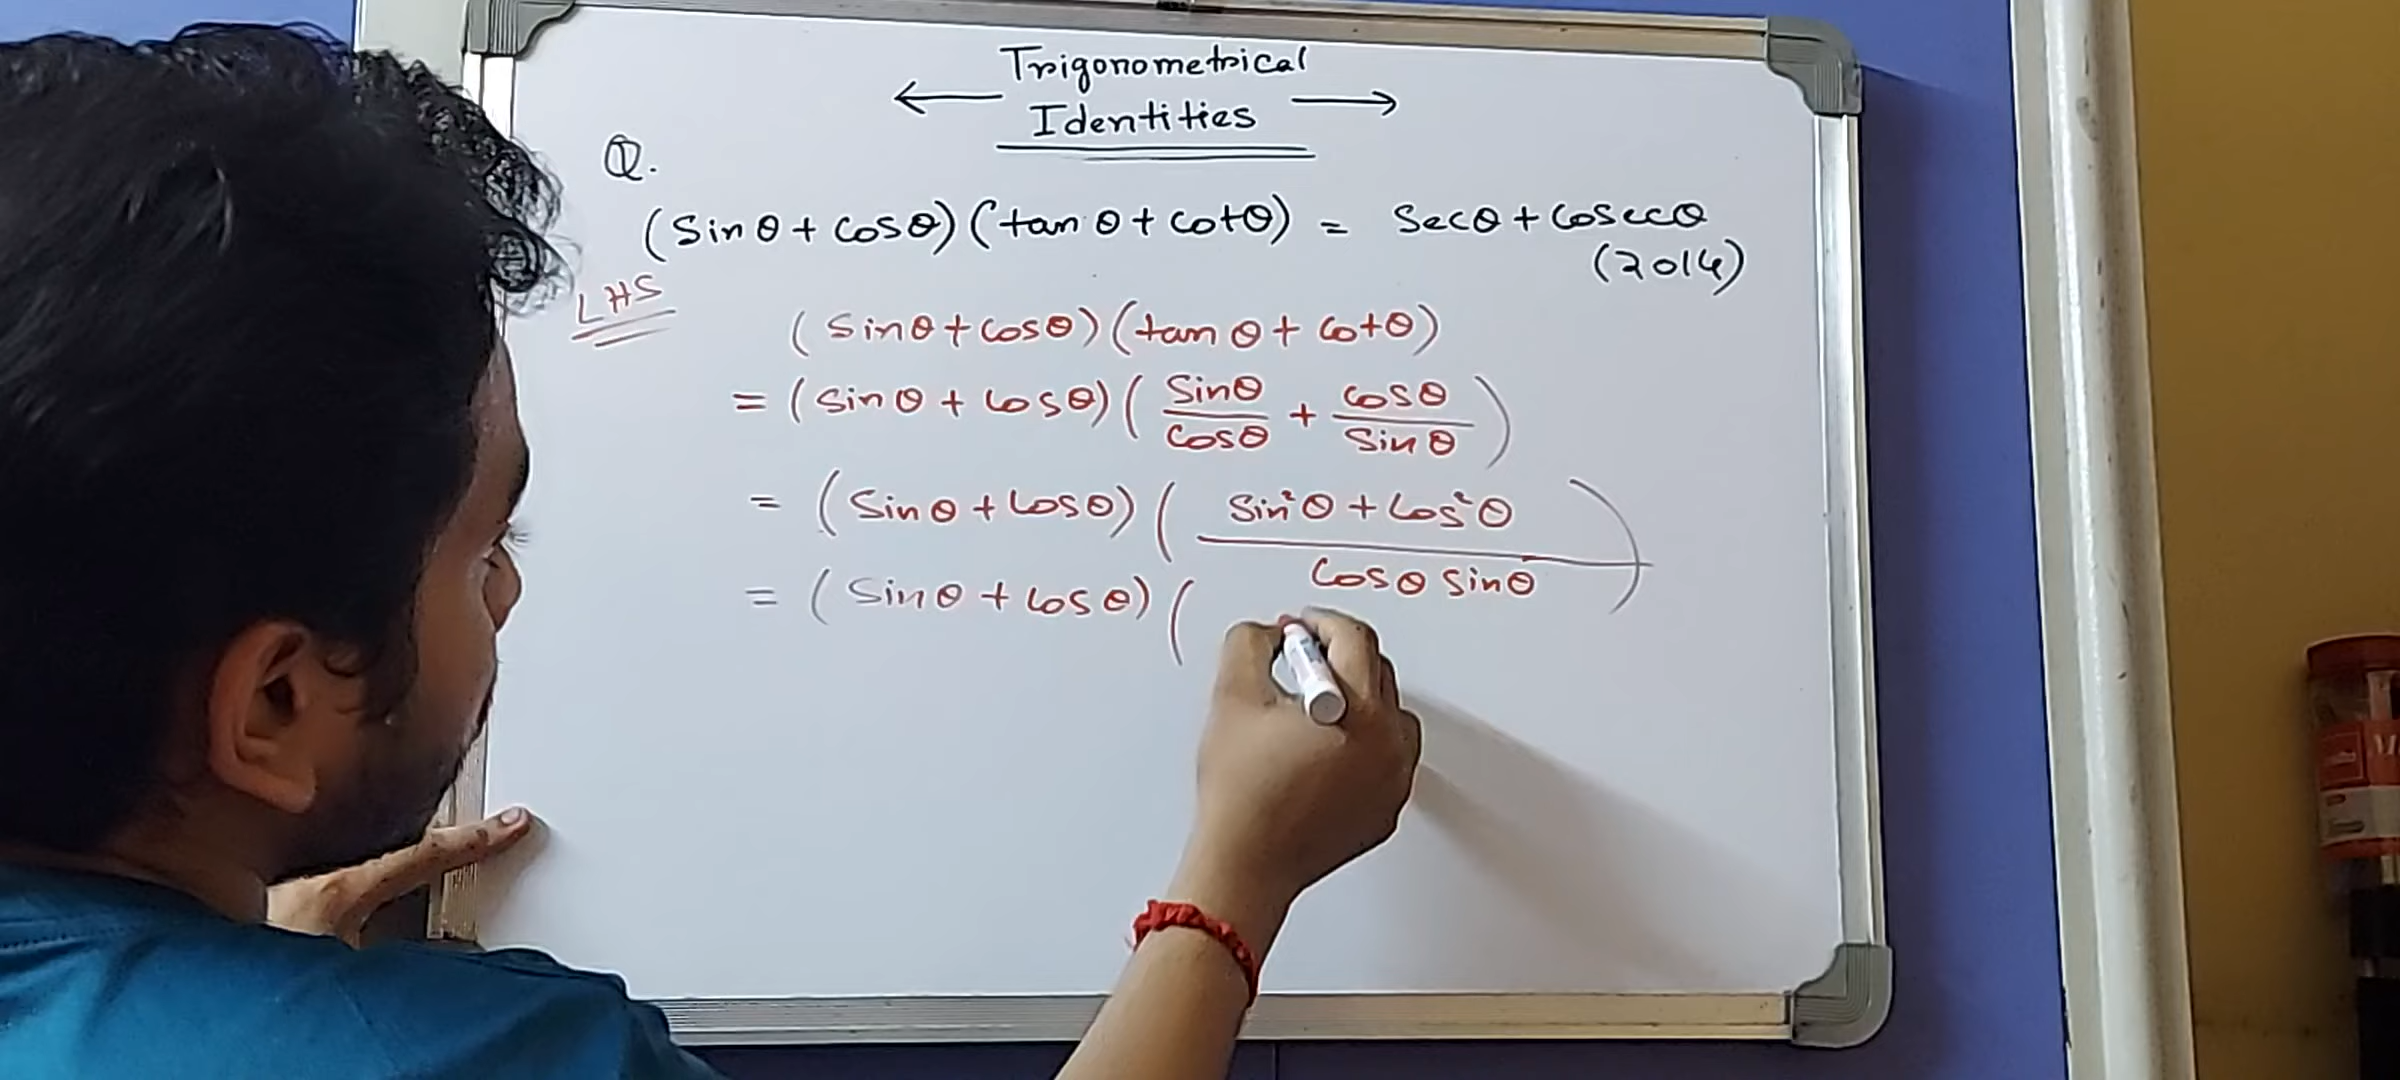 Trigonometrical
← Identities →
Q.
(Sinθ + cosθ)(tanθ + cotθ) = Secθ + cosecθ
(2014)
LHS
(Sinθ + cosθ)(tanθ + cotθ)
= (Sinθ + cosθ)(Sinθ/cosθ + cosθ/Sinθ)
= (Sinθ + cosθ)(Sin²θ + cos²θ / cosθ sinθ)
= (Sinθ + cosθ)(